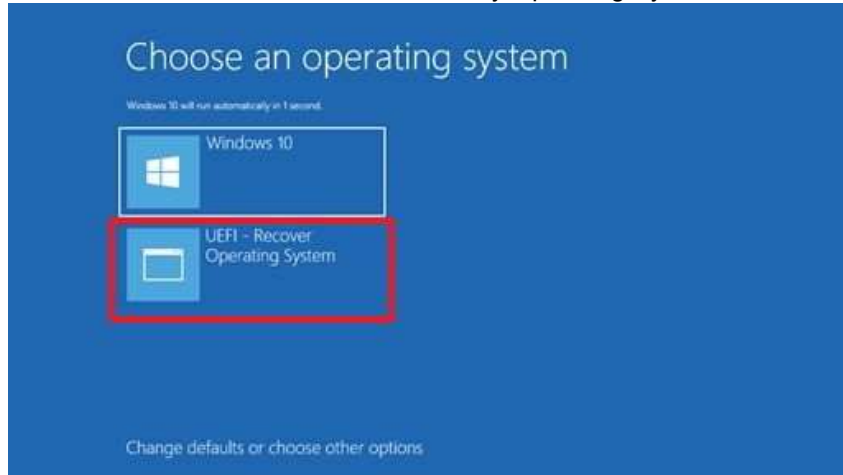 Choose an operating system
Windows 10 will run automatically in 1 second.
Windows 10
UEFI - Recover
Operating System
Change defaults or choose other options